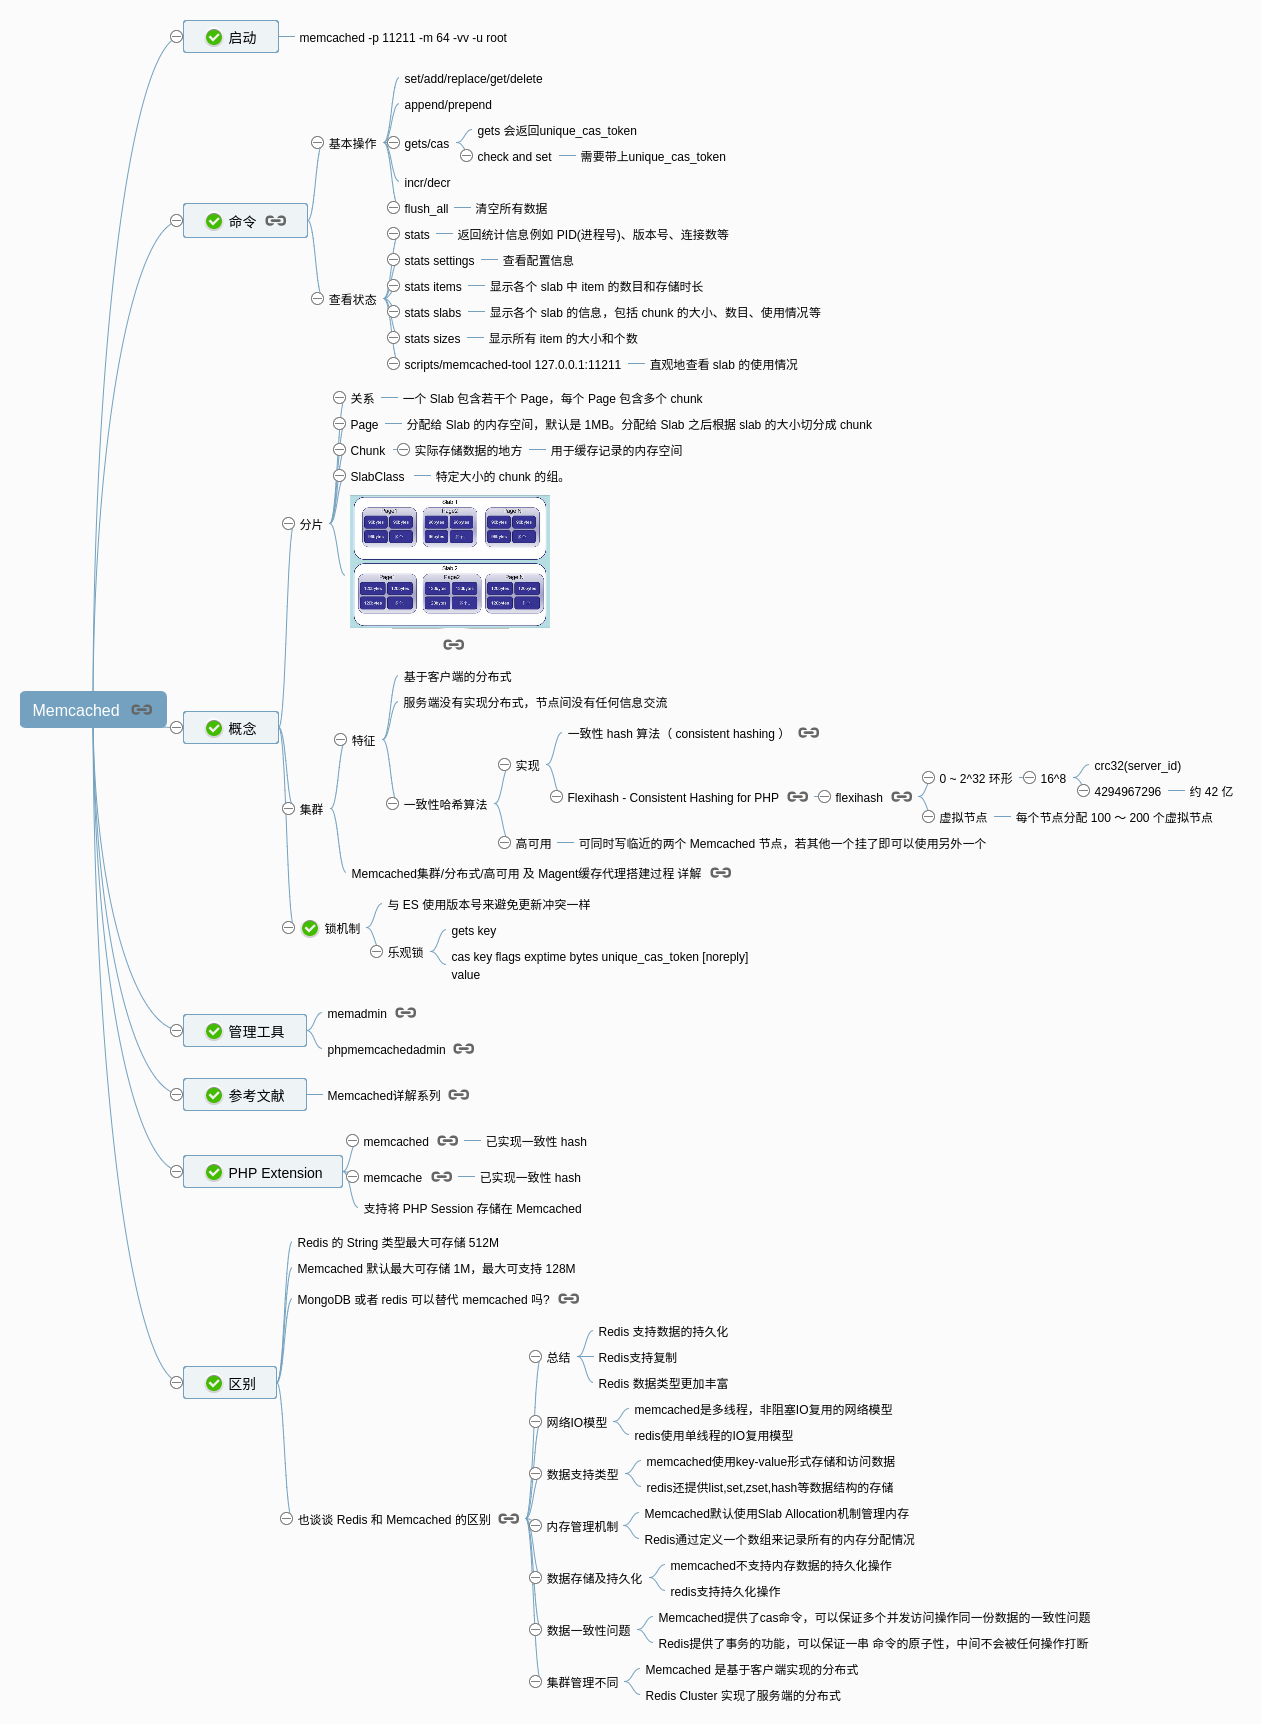 启动
memcached -p 11211 -m 64 -vv -u root
命令
基本操作
set/add/replace/get/delete
append/prepend
gets/cas
gets 会返回unique_cas_token
check and set
需要带上unique_cas_token
incr/decr
flush_all
清空所有数据
查看状态
stats
返回统计信息例如 PID(进程号)、版本号、连接数等
stats settings
查看配置信息
stats items
显示各个 slab 中 item 的数目和存储时长
stats slabs
显示各个 slab 的信息，包括 chunk 的大小、数目、使用情况等
stats sizes
显示所有 item 的大小和个数
scripts/memcached-tool 127.0.0.1:11211
直观地查看 slab 的使用情况
Memcached
概念
分片
关系
一个 Slab 包含若干个 Page，每个 Page 包含多个 chunk
Page
分配给 Slab 的内存空间，默认是 1MB。分配给 Slab 之后根据 slab 的大小切分成 chunk
Chunk
实际存储数据的地方
用于缓存记录的内存空间
SlabClass
特定大小的 chunk 的组。
Slab 1
Page1
Page2
Page N
Slab 2
Page1
Page2
Page N
集群
特征
基于客户端的分布式
服务端没有实现分布式，节点间没有任何信息交流
一致性哈希算法
实现
一致性 hash 算法（ consistent hashing ）
Flexihash - Consistent Hashing for PHP
flexihash
0 ~ 2^32 环形
16^8
crc32(server_id)
4294967296
约 42 亿
虚拟节点
每个节点分配 100 ～ 200 个虚拟节点
高可用
可同时写临近的两个 Memcached 节点，若其他一个挂了即可以使用另外一个
Memcached集群/分布式/高可用 及 Magent缓存代理搭建过程 详解
锁机制
与 ES 使用版本号来避免更新冲突一样
乐观锁
gets key
cas key flags exptime bytes unique_cas_token [noreply]
value
管理工具
memadmin
phpmemcachedadmin
参考文献
Memcached详解系列
PHP Extension
memcached
已实现一致性 hash
memcache
已实现一致性 hash
支持将 PHP Session 存储在 Memcached
区别
Redis 的 String 类型最大可存储 512M
Memcached 默认最大可存储 1M，最大可支持 128M
MongoDB 或者 redis 可以替代 memcached 吗?
也谈谈 Redis 和 Memcached 的区别
总结
Redis 支持数据的持久化
Redis支持复制
Redis 数据类型更加丰富
网络IO模型
memcached是多线程，非阻塞IO复用的网络模型
redis使用单线程的IO复用模型
数据支持类型
memcached使用key-value形式存储和访问数据
redis还提供list,set,zset,hash等数据结构的存储
内存管理机制
Memcached默认使用Slab Allocation机制管理内存
Redis通过定义一个数组来记录所有的内存分配情况
数据存储及持久化
memcached不支持内存数据的持久化操作
redis支持持久化操作
数据一致性问题
Memcached提供了cas命令，可以保证多个并发访问操作同一份数据的一致性问题
Redis提供了事务的功能，可以保证一串 命令的原子性，中间不会被任何操作打断
集群管理不同
Memcached 是基于客户端实现的分布式
Redis Cluster 实现了服务端的分布式